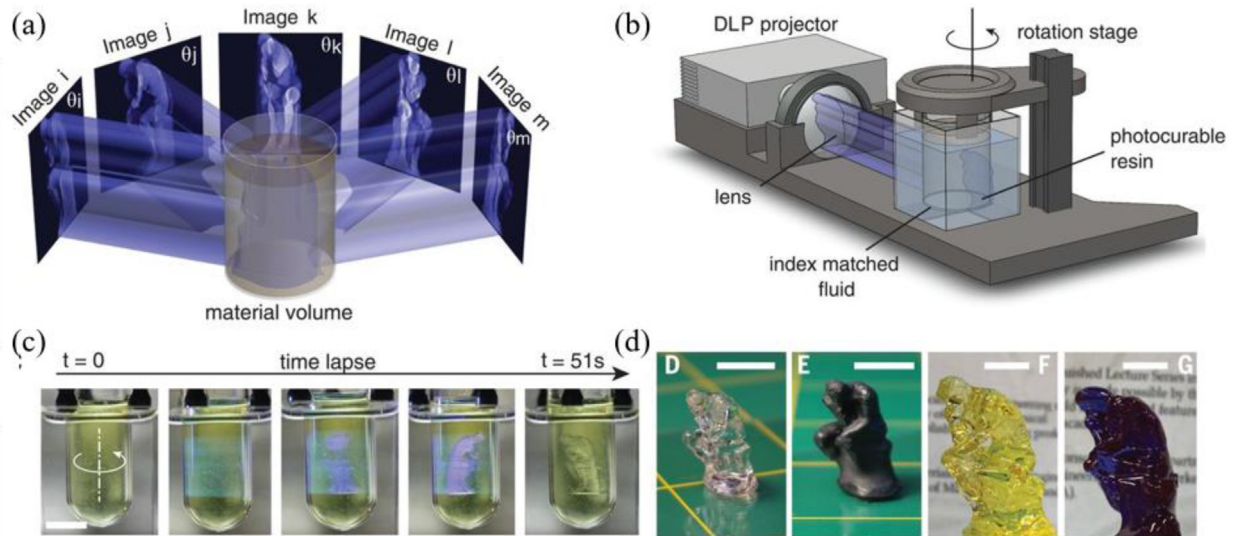 (a)
Image i
θi
Image j
θj
Image k
θk
Image l
θl
Image m
θm
material volume
(b)
DLP projector
rotation stage
photocurable
resin
lens
index matched
fluid
(c)
t = 0
time lapse
t = 51s
(d)
D
E
F
G